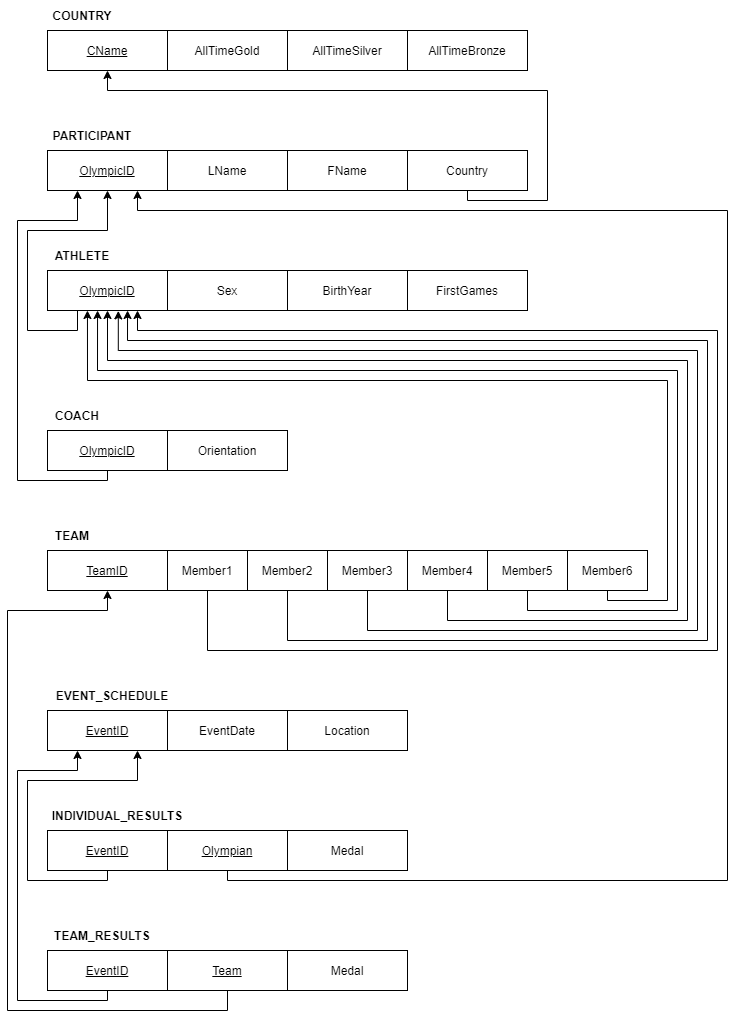 COUNTRY
CName AllTimeGold AllTimeSilver AllTimeBronze
PARTICIPANT
OlympicID LName FName Country
ATHLETE
OlympicID Sex BirthYear FirstGames
COACH
OlympicID Orientation
TEAM
TeamID Member1 Member2 Member3 Member4 Member5 Member6
EVENT_SCHEDULE
EventID EventDate Location
INDIVIDUAL_RESULTS
EventID Olympian Medal
TEAM_RESULTS
EventID Team Medal